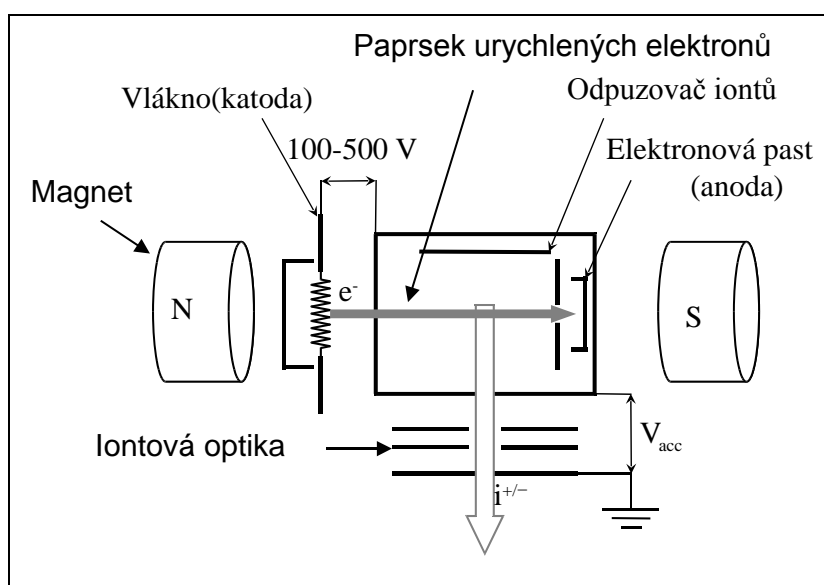 Paprsek urychlených elektronů
Odpuzovač iontů
Vlákno(katoda)
100-500 V
Elektronová past
(anoda)
Magnet
N
e-
S
Iontová optika
Vacc
i+/−